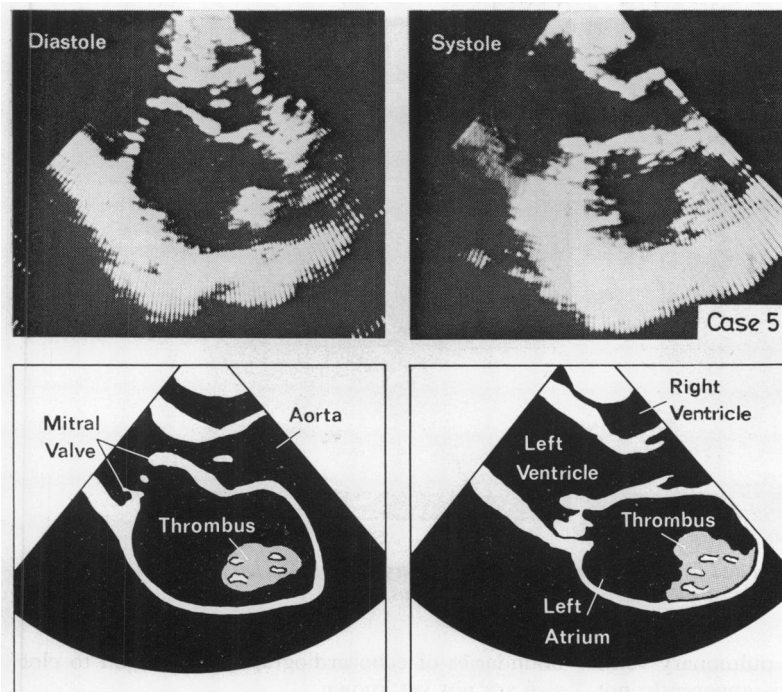 Diastole
Systole
Case 5
Mitral
Valve
Aorta
Thrombus
Right
Ventricle
Left
Ventricle
Thrombus
Left
Atrium